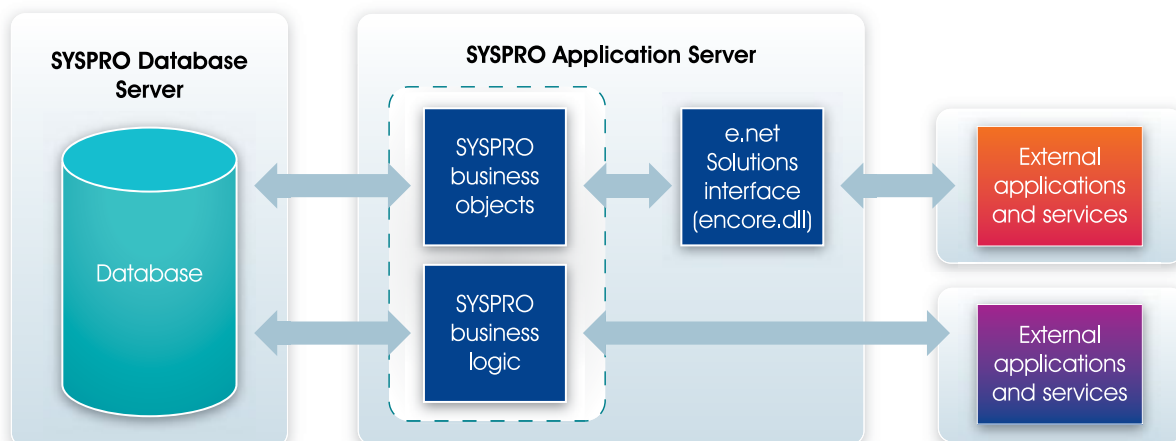 SYSPRO Database
Server
Database
SYSPRO Application Server
SYSPRO
business
objects
SYSPRO
business
logic
e.net
Solutions
interface
(encore.dll)
External
applications
and services
External
applications
and services